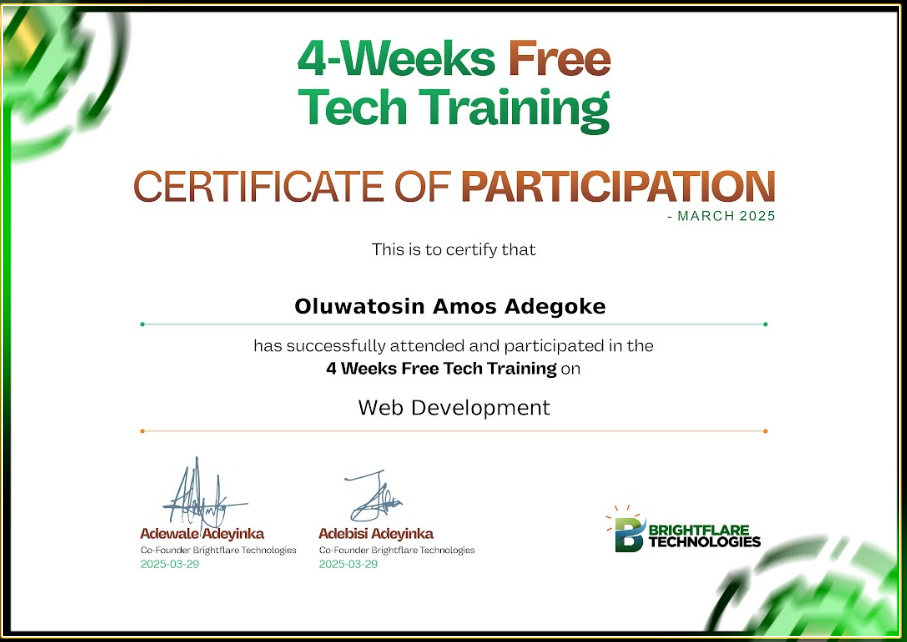 4-Weeks Free
Tech Training
CERTIFICATE OF PARTICIPATION
- MARCH 2025
This is to certify that
Oluwatosin Amos Adegoke
has successfully attended and participated in the
4 Weeks Free Tech Training on
Web Development
Adewale Adeyinka
Co-Founder Brightflare Technologies
2025-03-29
Adebisi Adeyinka
Co-Founder Brightflare Technologies
2025-03-29
BRIGHTFLARE
TECHNOLOGIES